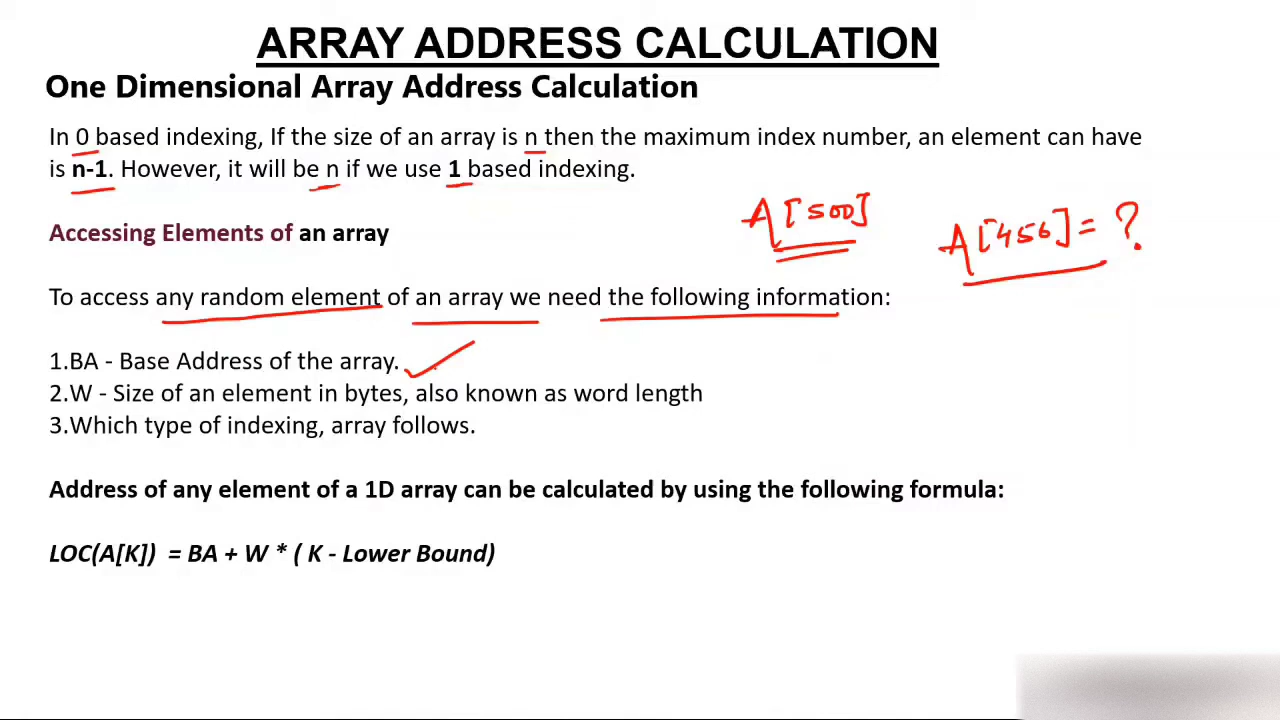 ARRAY ADDRESS CALCULATION
One Dimensional Array Address Calculation
In 0 based indexing, If the size of an array is n then the maximum index number, an element can have
is n-1. However, it will be n if we use 1 based indexing.
A[500]
A[456] = ?
Accessing Elements of an array
To access any random element of an array we need the following information:
1.BA - Base Address of the array.
2.W - Size of an element in bytes, also known as word length
3.Which type of indexing, array follows.
Address of any element of a 1D array can be calculated by using the following formula:
LOC(A[K]) = BA + W * ( K - Lower Bound)